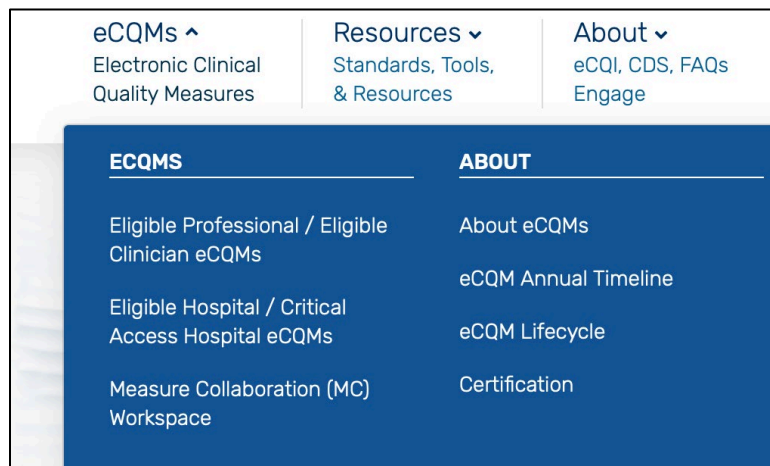 eCQMs
Electronic Clinical
Quality Measures
Resources
Standards, Tools,
& Resources
About
eCQI, CDS, FAQs
Engage
ECQMS
Eligible Professional / Eligible
Clinician eCQMs
Eligible Hospital / Critical
Access Hospital eCQMs
Measure Collaboration (MC)
Workspace
ABOUT
About eCQMs
eCQM Annual Timeline
eCQM Lifecycle
Certification